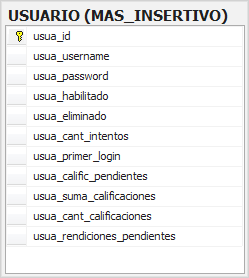 USUARIO (MAS_INSERTIVO)
usua_id
usua_username
usua_password
usua_habilitado
usua_eliminado
usua_cant_intentos
usua_primer_login
usua_calific_pendientes
usua_suma_calificaciones
usua_cant_calificaciones
usua_rendiciones_pendientes